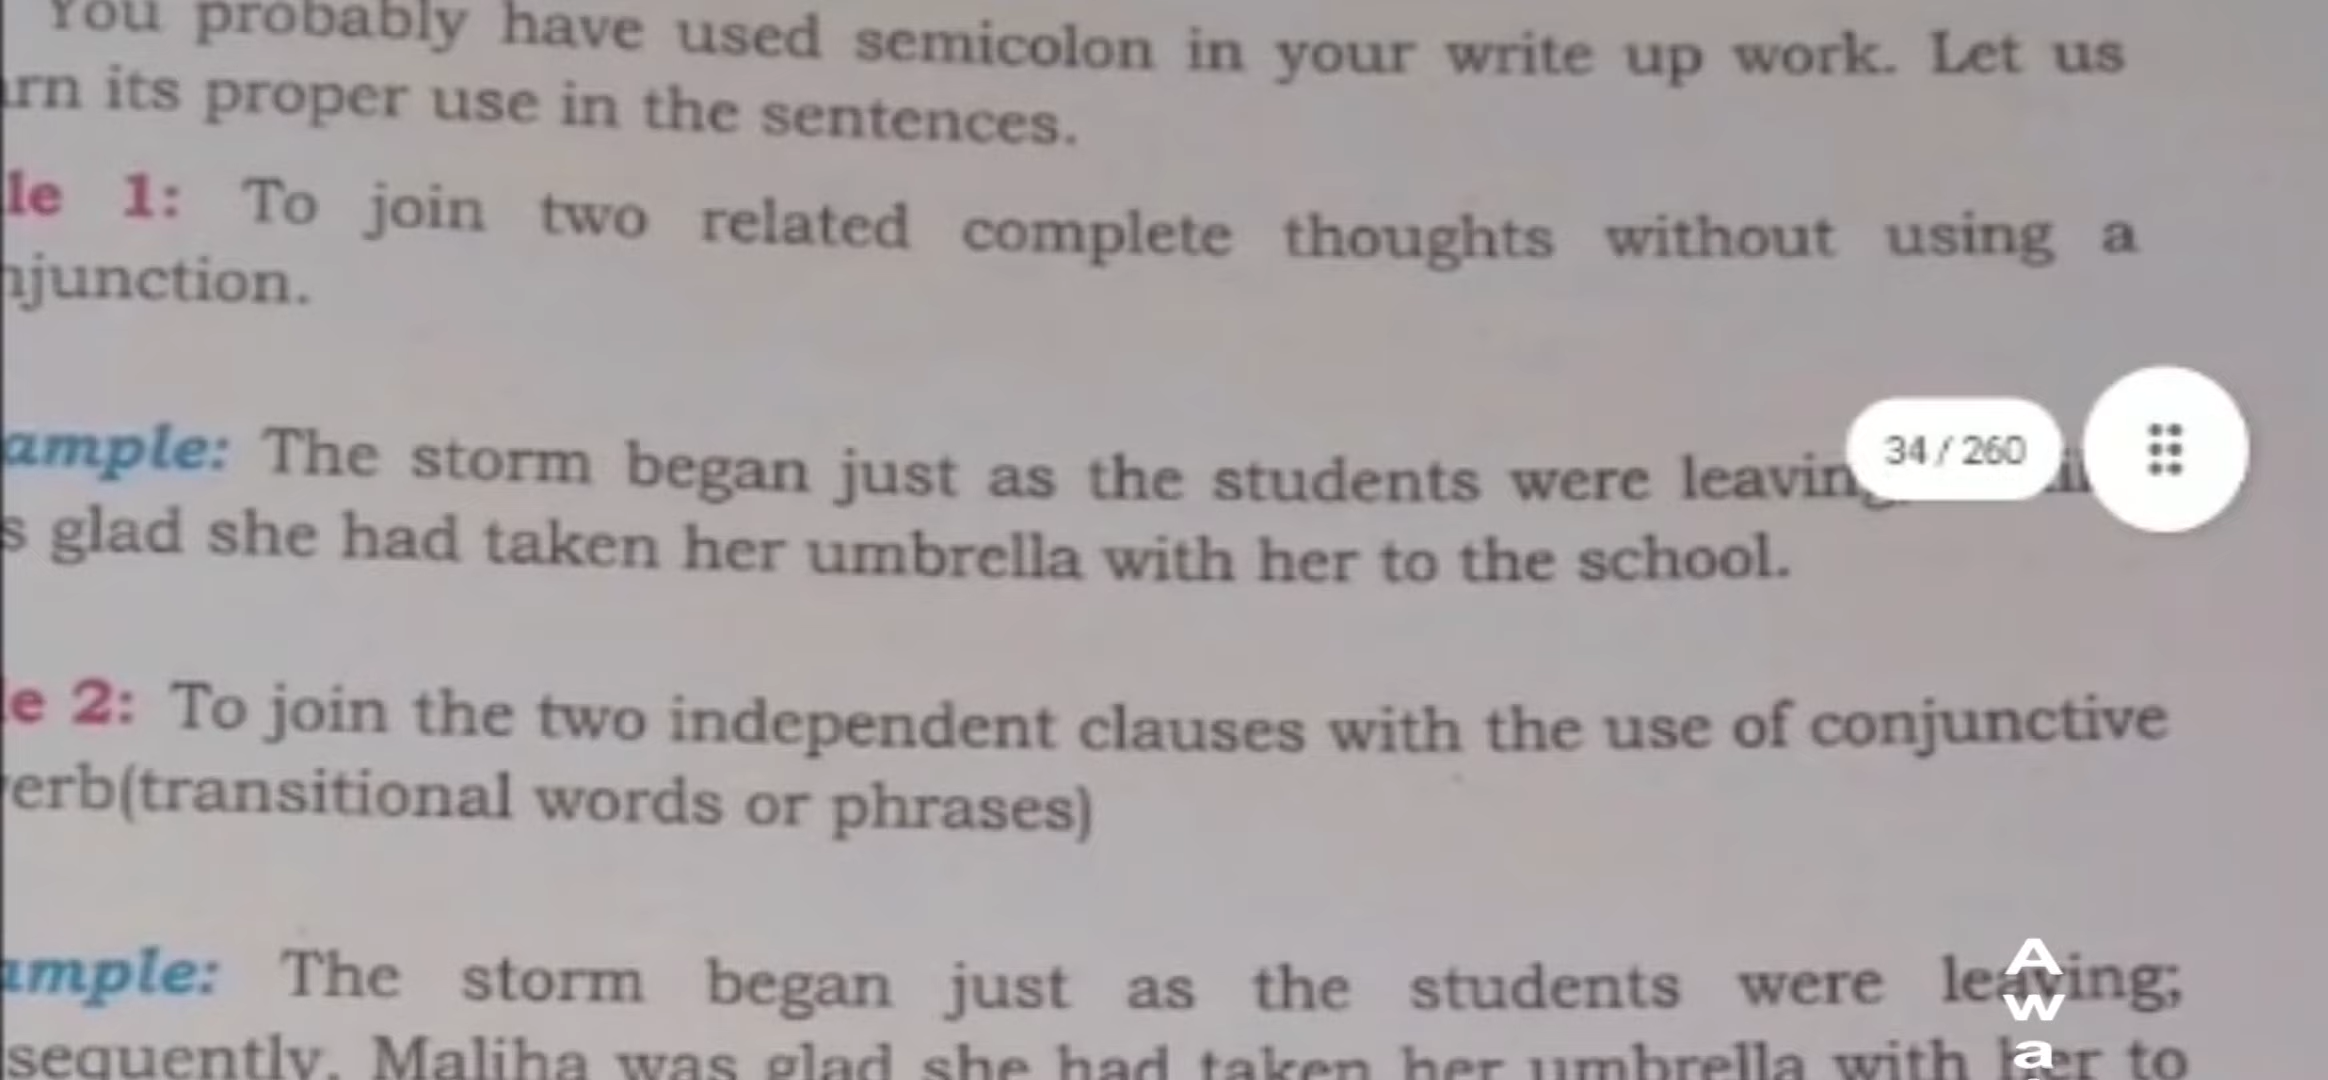 You probably have used semicolon in your write up work. Let us
rn its proper use in the sentences.
le 1: To join two related complete thoughts without using a
njunction.
ample: The storm began just as the students were leaving
s glad she had taken her umbrella with her to the school.
e 2: To join the two independent clauses with the use of conjunctive
erb(transitional words or phrases)
ample: The storm began just as the students were leaving;
sequently, Maliha was glad she had taken her umbrella with her to
34 / 260
A
w
a